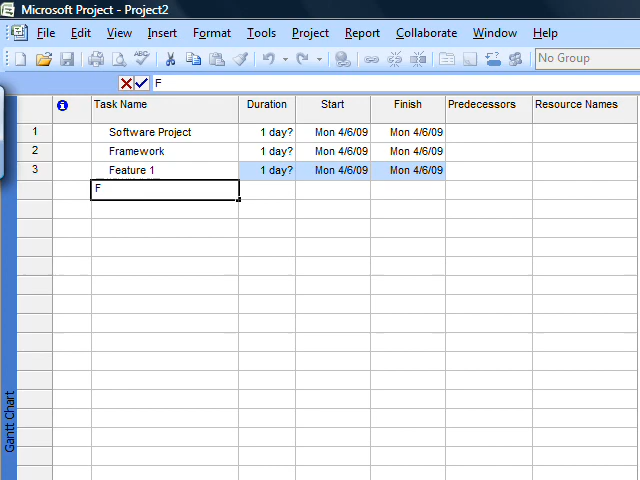 Microsoft Project - Project2
File Edit View Insert Format Tools Project Report Collaborate Window Help
ABC No Group
F
Task Name Duration Start Finish Predecessors Resource Names
1 Software Project 1 day? Mon 4/6/09 Mon 4/6/09
2 Framework 1 day? Mon 4/6/09 Mon 4/6/09
3 Feature 1 1 day? Mon 4/6/09 Mon 4/6/09
F
Gantt Chart